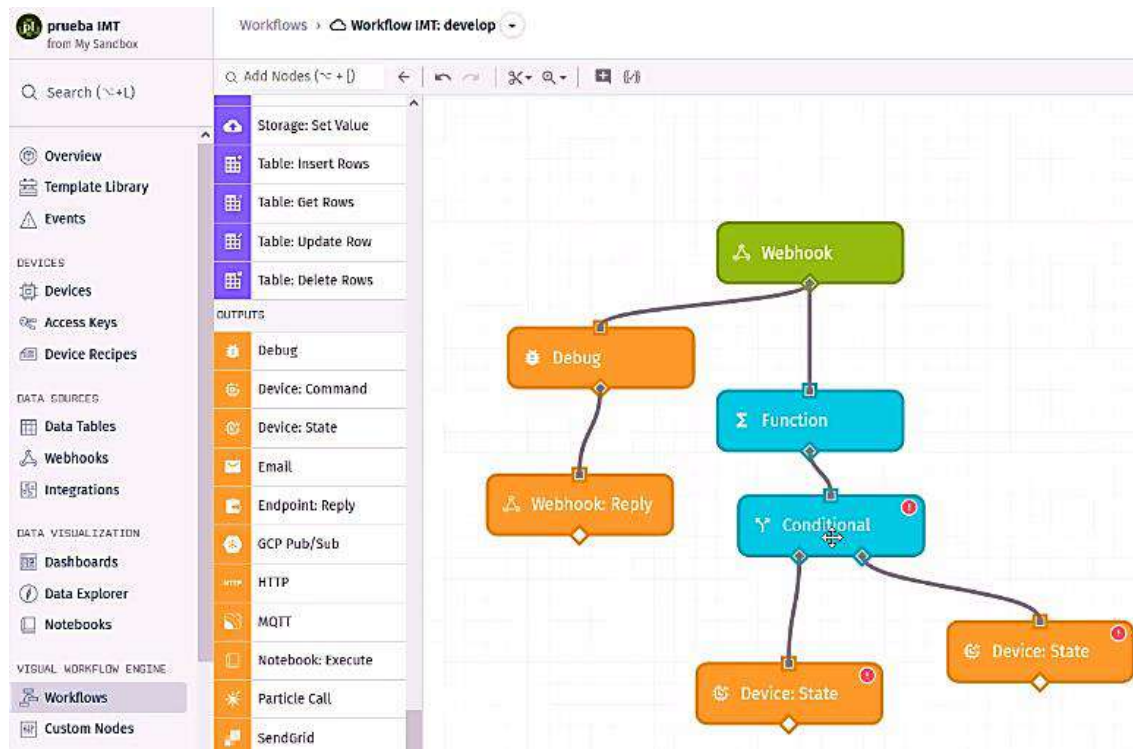 prueba IMT
from My Sandbox
Workflows › Workflow IMT: develop
Search (⌥+L)
Add Nodes (⌥ + [)
Overview
Template Library
Events
DEVICES
Devices
Access Keys
Device Recipes
DATA SOURCES
Data Tables
Webhooks
Integrations
DATA VISUALIZATION
Dashboards
Data Explorer
Notebooks
VISUAL WORKFLOW ENGINE
Workflows
Custom Nodes
Storage: Set Value
Table: Insert Rows
Table: Get Rows
Table: Update Row
Table: Delete Rows
OUTPUTS
Debug
Device: Command
Device: State
Email
Endpoint: Reply
GCP Pub/Sub
HTTP
HTTP
MQTT
Notebook: Execute
Particle Call
SendGrid
Webhook
Debug
Function
Webhook: Reply
Conditional
Device: State
Device: State